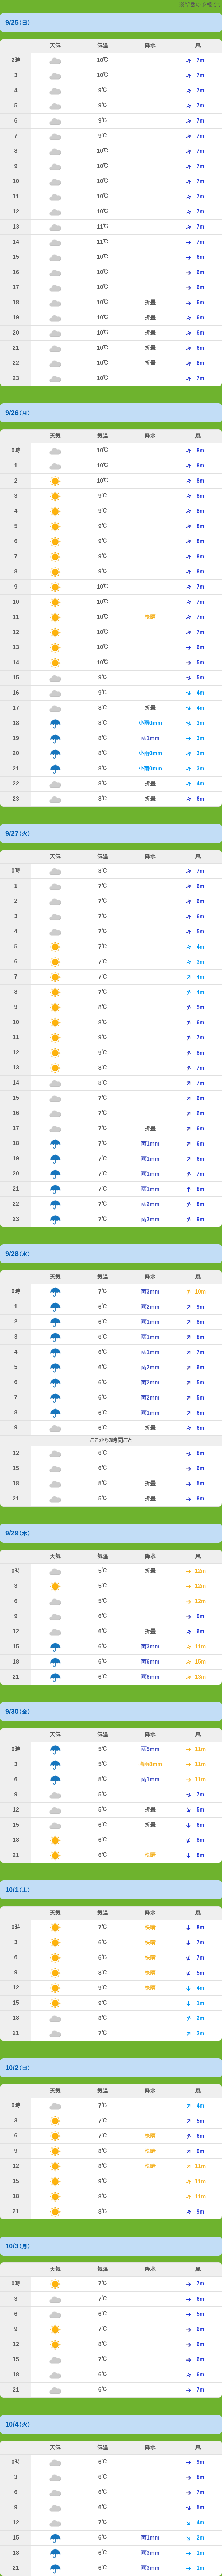 9/25(日)
天気 気温 降水 風
2時 10℃ 7m
3 10℃ 7m
4 9℃ 7m
5 9℃ 7m
6 9℃ 7m
7 9℃ 7m
8 10℃ 7m
9 10℃ 7m
10 10℃ 7m
11 10℃ 7m
12 10℃ 7m
13 11℃ 7m
14 11℃ 7m
15 10℃ 6m
16 10℃ 6m
17 10℃ 6m
18 10℃ 折曇 6m
19 10℃ 折曇 6m
20 10℃ 折曇 6m
21 10℃ 折曇 6m
22 10℃ 折曇 6m
23 10℃ 7m
9/26(月)
天気 気温 降水 風
0時 10℃ 8m
1 10℃ 8m
2 10℃ 8m
3 9℃ 8m
4 9℃ 8m
5 9℃ 8m
6 9℃ 8m
7 9℃ 8m
8 9℃ 8m
9 10℃ 7m
10 10℃ 7m
11 10℃ 快晴 7m
12 10℃ 7m
13 10℃ 6m
14 10℃ 5m
15 9℃ 5m
16 9℃ 4m
17 8℃ 折曇 4m
18 8℃ 小雨0mm 3m
19 8℃ 雨1mm 3m
20 8℃ 小雨0mm 3m
21 8℃ 小雨0mm 3m
22 8℃ 折曇 4m
23 8℃ 折曇 6m
9/27(火)
天気 気温 降水 風
0時 8℃ 7m
1 7℃ 6m
2 7℃ 6m
3 7℃ 6m
4 7℃ 5m
5 7℃ 4m
6 7℃ 3m
7 7℃ 4m
8 7℃ 4m
9 8℃ 5m
10 8℃ 6m
11 9℃ 7m
12 9℃ 8m
13 8℃ 7m
14 8℃ 7m
15 7℃ 6m
16 7℃ 6m
17 7℃ 折曇 6m
18 7℃ 雨1mm 6m
19 7℃ 雨1mm 6m
20 7℃ 雨1mm 7m
21 7℃ 雨1mm 8m
22 7℃ 雨2mm 8m
23 7℃ 雨3mm 9m
9/28(水)
天気 気温 降水 風
0時 7℃ 雨3mm 10m
1 6℃ 雨2mm 9m
2 6℃ 雨1mm 8m
3 6℃ 雨1mm 8m
4 6℃ 雨1mm 7m
5 6℃ 雨2mm 6m
6 6℃ 雨2mm 5m
7 6℃ 雨2mm 5m
8 6℃ 雨1mm 6m
9 6℃ 折曇 6m
ここから3時間ごと
12 6℃ 8m
15 6℃ 6m
18 5℃ 折曇 5m
21 5℃ 折曇 8m
9/29(木)
天気 気温 降水 風
0時 5℃ 折曇 12m
3 5℃ 12m
6 5℃ 12m
9 6℃ 9m
12 6℃ 折曇 6m
15 6℃ 雨3mm 11m
18 6℃ 雨6mm 15m
21 6℃ 雨6mm 13m
9/30(金)
天気 気温 降水 風
0時 5℃ 雨5mm 11m
3 5℃ 11m
6 5℃ 雨1mm 11m
9 5℃ 7m
12 5℃ 折曇 5m
15 6℃ 折曇 6m
18 6℃ 8m
21 6℃ 快晴 8m
10/1(土)
天気 気温 降水 風
0時 7℃ 快晴 8m
3 6℃ 快晴 7m
6 6℃ 快晴 7m
9 8℃ 快晴 5m
12 9℃ 快晴 4m
15 9℃ 1m
18 8℃ 2m
21 7℃ 3m
10/2(日)
天気 気温 降水 風
0時 7℃ 4m
3 7℃ 5m
6 7℃ 快晴 6m
9 8℃ 快晴 9m
12 8℃ 快晴 11m
15 9℃ 11m
18 8℃ 11m
21 8℃ 9m
10/3(月)
天気 気温 降水 風
0時 7℃ 7m
3 7℃ 6m
6 6℃ 5m
9 7℃ 6m
12 8℃ 6m
15 7℃ 6m
18 6℃ 6m
21 6℃ 7m
10/4(火)
天気 気温 降水 風
0時 6℃ 9m
3 6℃ 8m
6 6℃ 7m
9 6℃ 5m
12 7℃ 4m
15 6℃ 雨1mm 2m
18 6℃ 雨3mm 1m
21 6℃ 雨3mm 1m